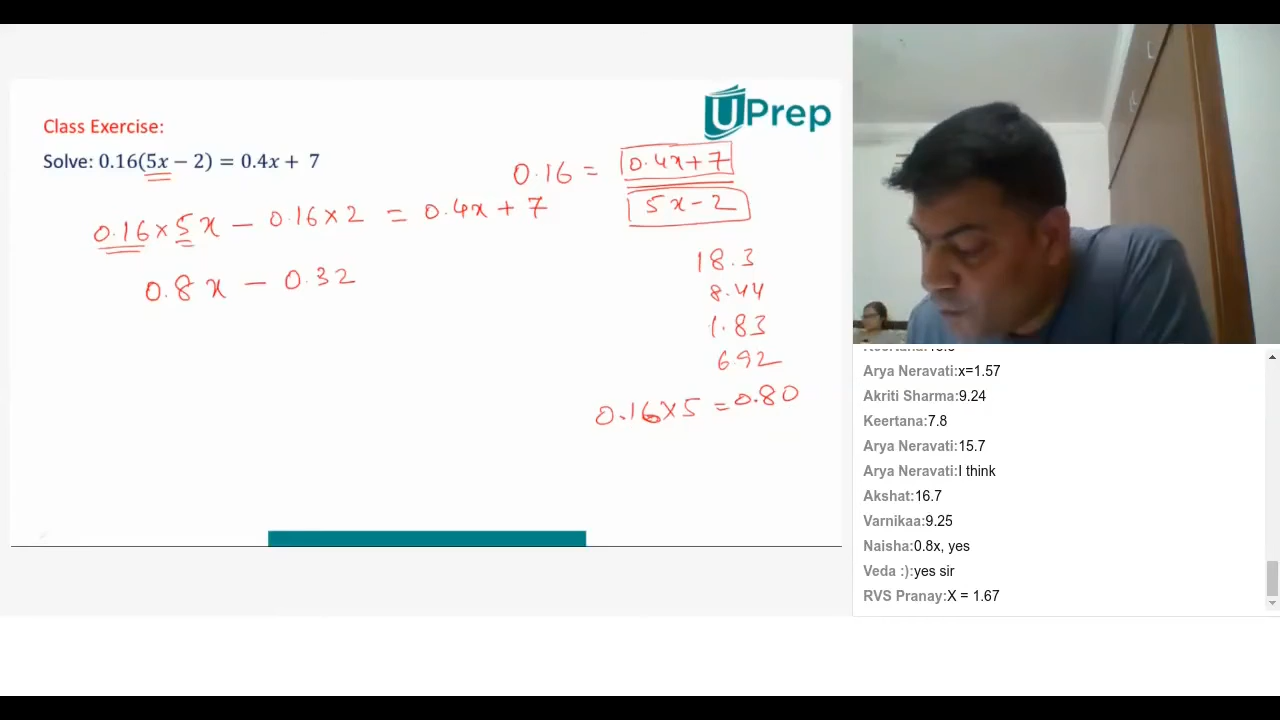 UPrep
Class Exercise:
Solve: 0.16(5x − 2) = 0.4x + 7
0.16 = 0.4x+7
5x-2
0.16 × 5x − 0.16×2 = 0.4x + 7
0.8x − 0.32
18.3
8.44
1.83
6.92
0.16×5 = 0.80
Arya Neravati:x=1.57
Akriti Sharma:9.24
Keertana:7.8
Arya Neravati:15.7
Arya Neravati:I think
Akshat:16.7
Varnikaa:9.25
Naisha:0.8x, yes
Veda :):yes sir
RVS Pranay:X = 1.67